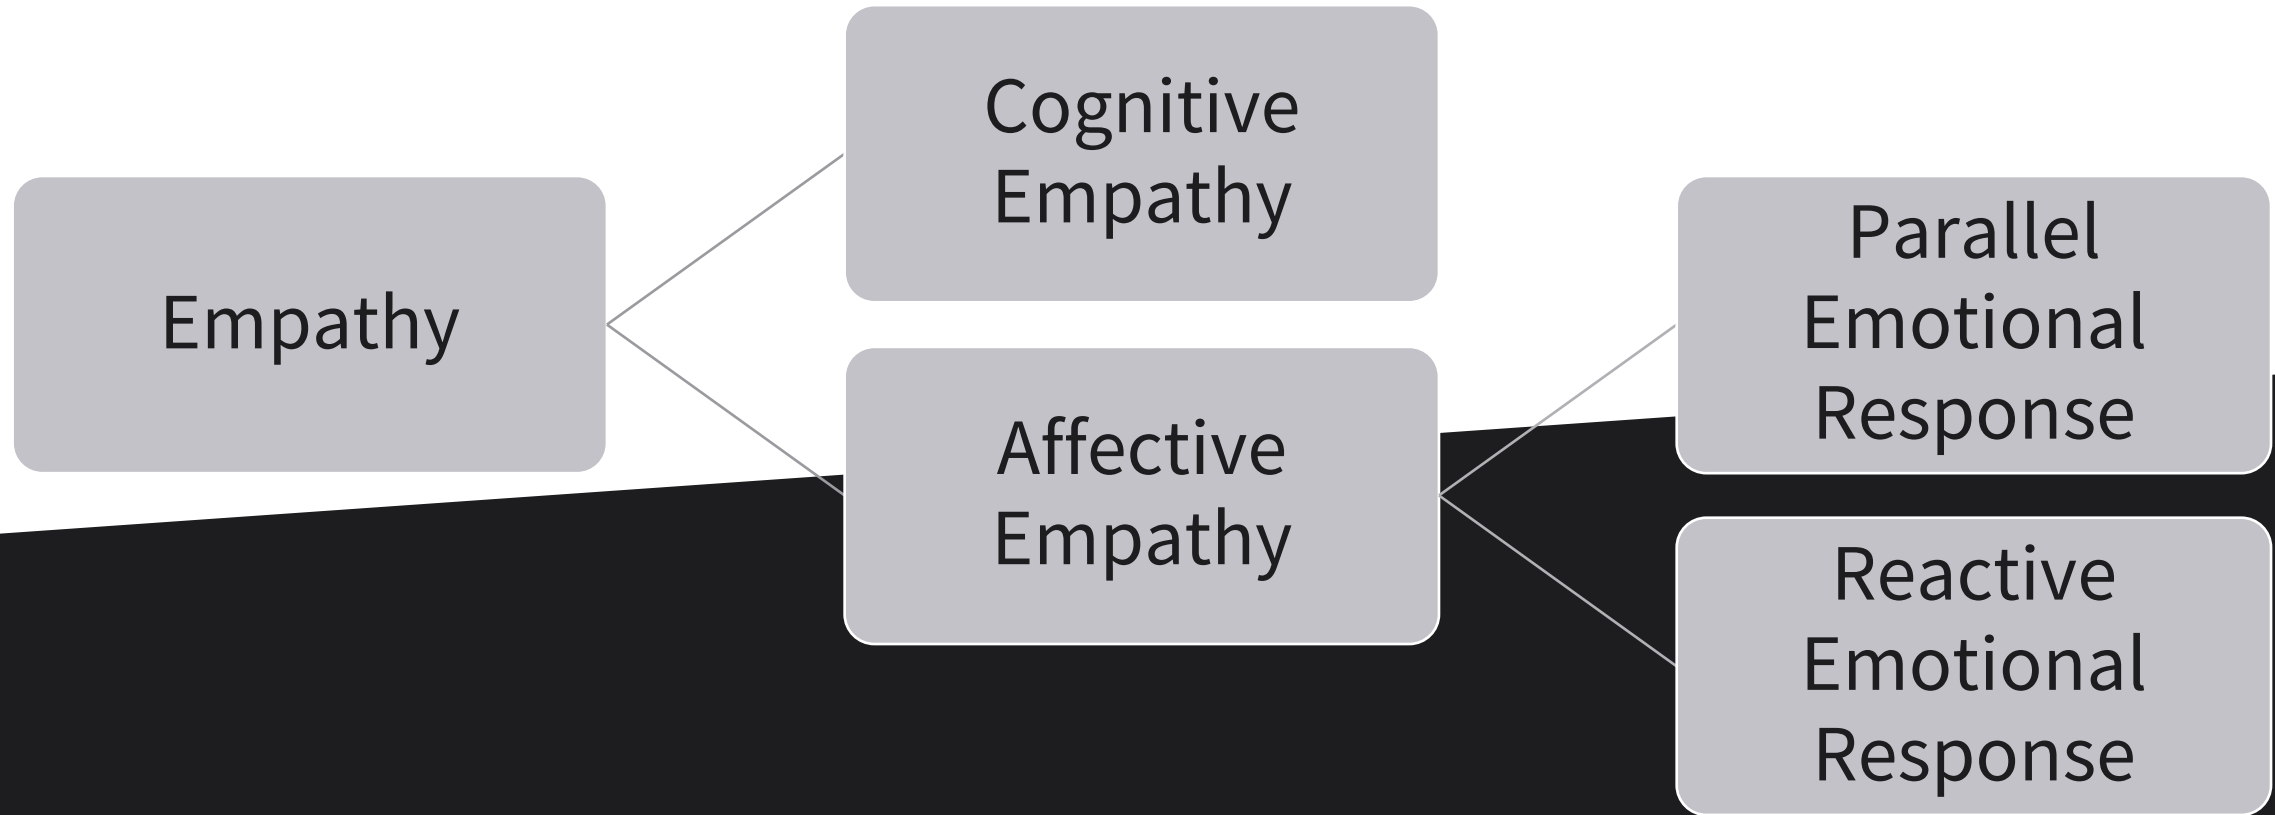 Empathy
Cognitive
Empathy
Affective
Empathy
Parallel
Emotional
Response
Reactive
Emotional
Response